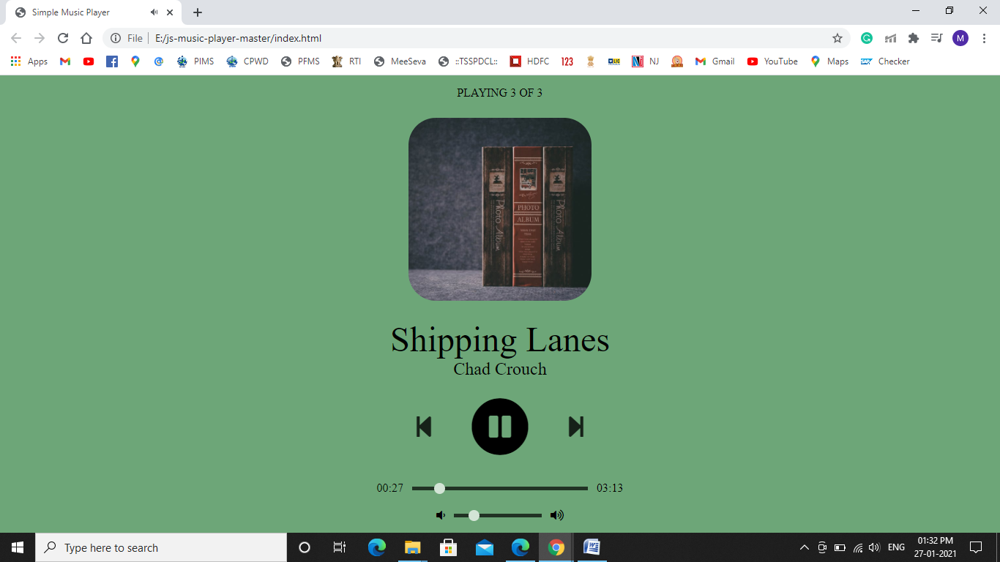 Simple Music Player
File E:/js-music-player-master/index.html
M
Apps PIMS CPWD PFMS RTI MeeSeva ::TSSPDCL:: HDFC 123 LIC NJ Gmail YouTube Maps SAP Checker
PLAYING 3 OF 3
Photo Album
PHOTO
ALBUM
Photo Album
Shipping Lanes
Chad Crouch
00:27 03:13
Type here to search
ENG
01:32 PM
27-01-2021